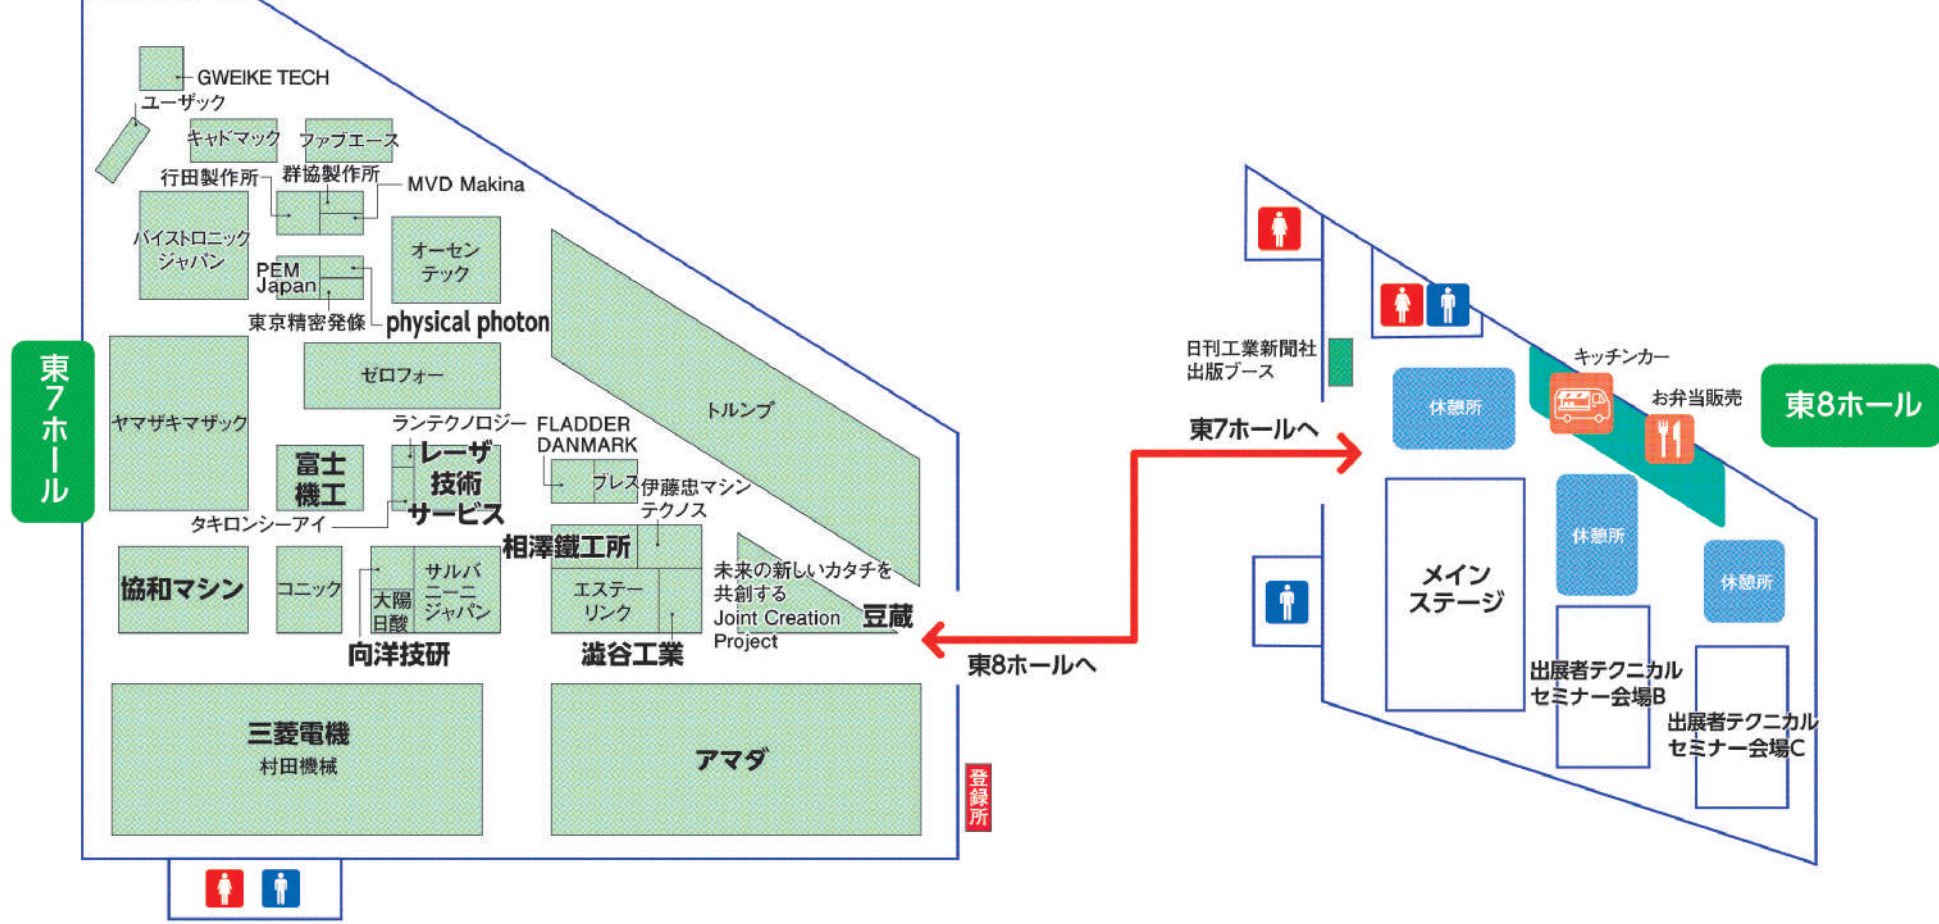 GWEIKE TECH
ユーザック
キャドマック
ファブエース
行田製作所
群協製作所
MVD Makina
バイストロニック
ジャパン
オーセン
テック
PEM
Japan
東京精密発條
physical photon
東7ホール
ヤマザキマザック
ゼロフォー
トルンプ
ランテクノロジー
FLADDER
DANMARK
富士
機工
レーザ
技術
サービス
ブレス
伊藤忠マシン
テクノス
タキロンシーアイ
相澤鐵工所
協和マシン
コニック
大陽
日酸
サルバ
ニーニ
ジャパン
向洋技研
エステー
リンク
澁谷工業
未来の新しいカタチを
共創する
Joint Creation
Project
豆蔵
三菱電機
村田機械
アマダ
登録所
東8ホールへ
東7ホールへ
日刊工業新聞社
出版ブース
キッチンカー
お弁当販売
東8ホール
休憩所
休憩所
休憩所
メイン
ステージ
出展者テクニカル
セミナー会場B
出展者テクニカル
セミナー会場C